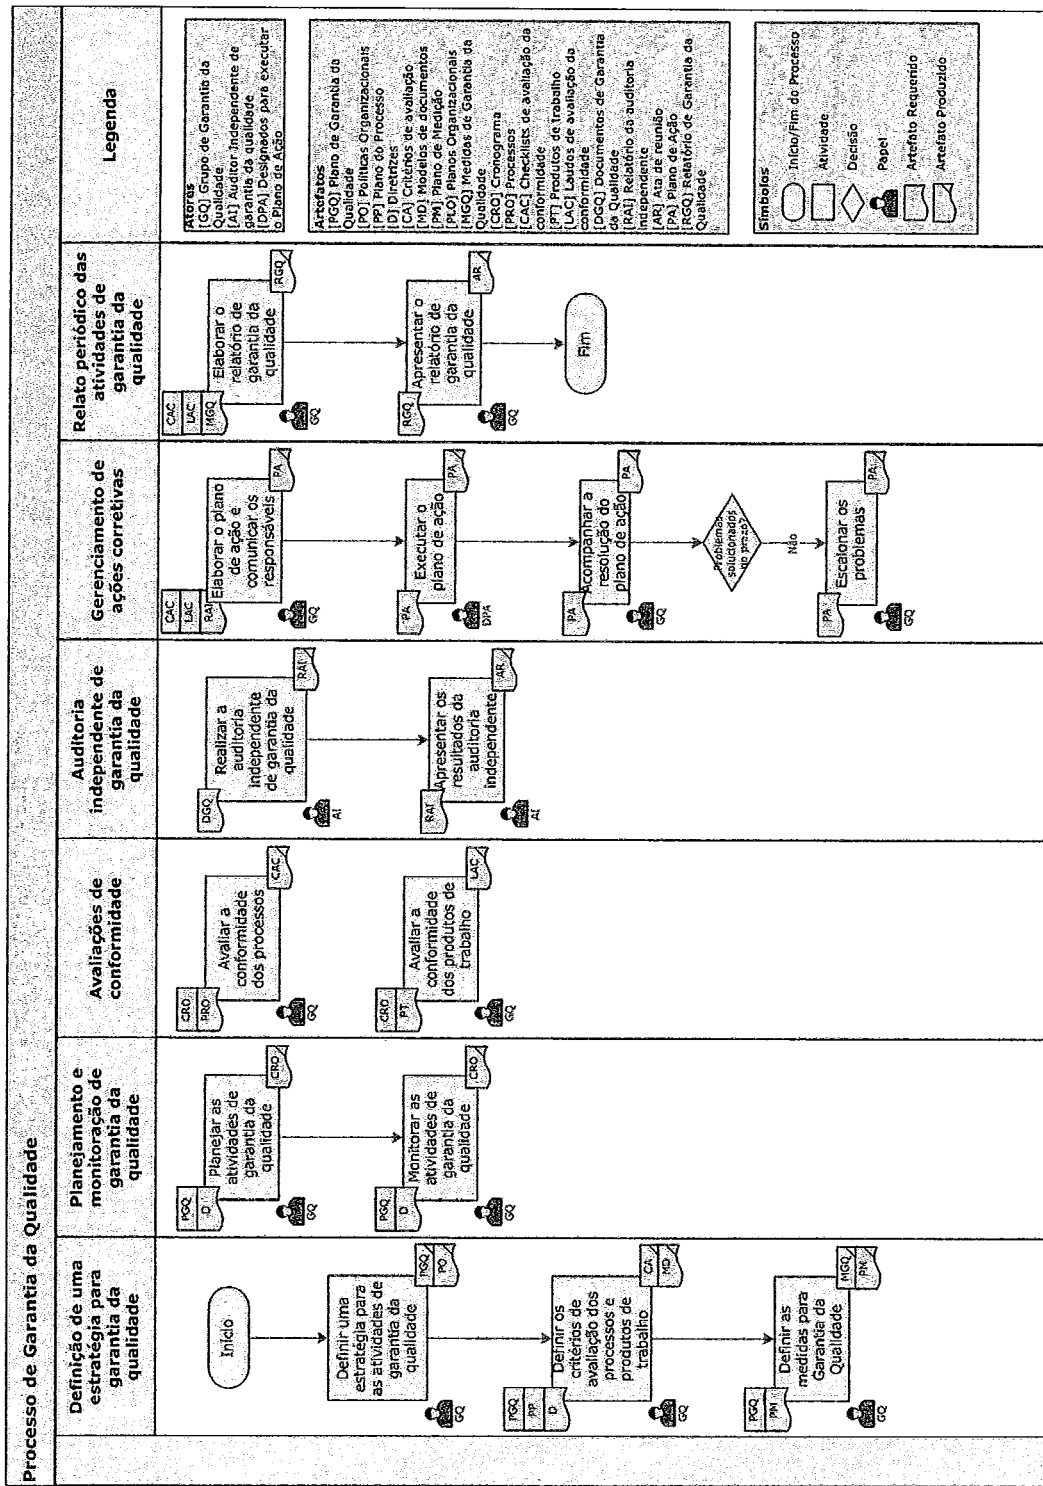 Processo de Garantia da Qualidade
Definição de uma
estratégia para
garantia da
qualidade
Início
Definir uma
estratégia para
as atividades de
garantia da
qualidade
PGQ
PO
GQ
PGQ
PP
D
Definir os
critérios de
avaliação dos
processos e
produtos de
trabalho
CA
MD
GQ
PGQ
PM
Definir as
medidas para
Garantia da
Qualidade
MGQ
PM
GQ
Planejamento e
monitoração de
garantia da
qualidade
PGQ
D
Planejar as
atividades de
garantia da
qualidade
CRO
GQ
PGQ
D
Monitorar as
atividades de
garantia da
qualidade
CRO
GQ
Avaliações de
conformidade
CRO
PRO
Avaliar a
conformidade
dos processos
CAC
GQ
CRO
PT
Avaliar a
conformidade
dos produtos de
trabalho
LAC
GQ
Auditoria
independente de
garantia da
qualidade
DGQ
Realizar a
auditoria
independente
de garantia da
qualidade
RAI
AI
RAI
Apresentar os
resultados da
auditoria
independente
AR
AI
Gerenciamento de
ações corretivas
CAC
LAC
RAI
Elaborar o plano
de ação e
comunicar os
responsáveis
PA
GQ
PA
Executar o
plano de ação
PA
DPA
PA
Acompanhar a
resolução do
plano de ação
PA
GQ
Problemas
solucionados
no prazo?
Não
PA
Escalonar os
problemas
PA
GQ
Relato periódico das
atividades de
garantia da
qualidade
CAC
LAC
MGQ
Elaborar o
relatório de
garantia da
qualidade
RGQ
GQ
RGQ
Apresentar o
relatório de
garantia da
qualidade
AR
GQ
Fim
Legenda
Atores
[GQ] Grupo de Garantia da
Qualidade
[AI] Auditor Independente de
garantia da qualidade
[DPA] Designados para executar
o Plano de Ação
Artefatos
[PGQ] Plano de Garantia da
Qualidade
[PO] Políticas Organizacionais
[PP] Plano do Processo
[D] Diretrizes
[CA] Critérios de avaliação
[MD] Modelos de documentos
[PM] Plano de Medição
[PLO] Planos Organizacionais
[MGQ] Medidas de Garantia da
Qualidade
[CRO] Cronograma
[PRO] Processos
[CAC] Checklists de avaliação da
conformidade
[PT] Produtos de trabalho
[LAC] Laudos de avaliação da
conformidade
[DGQ] Documentos de Garantia
da Qualidade
[RAI] Relatório da auditoria
independente
[AR] Ata de reunião
[PA] Plano de Ação
[RGQ] Relatório de Garantia da
Qualidade
Símbolos
Início/Fim do Processo
Atividade
Decisão
Papel
Artefato Requerido
Artefato Produzido